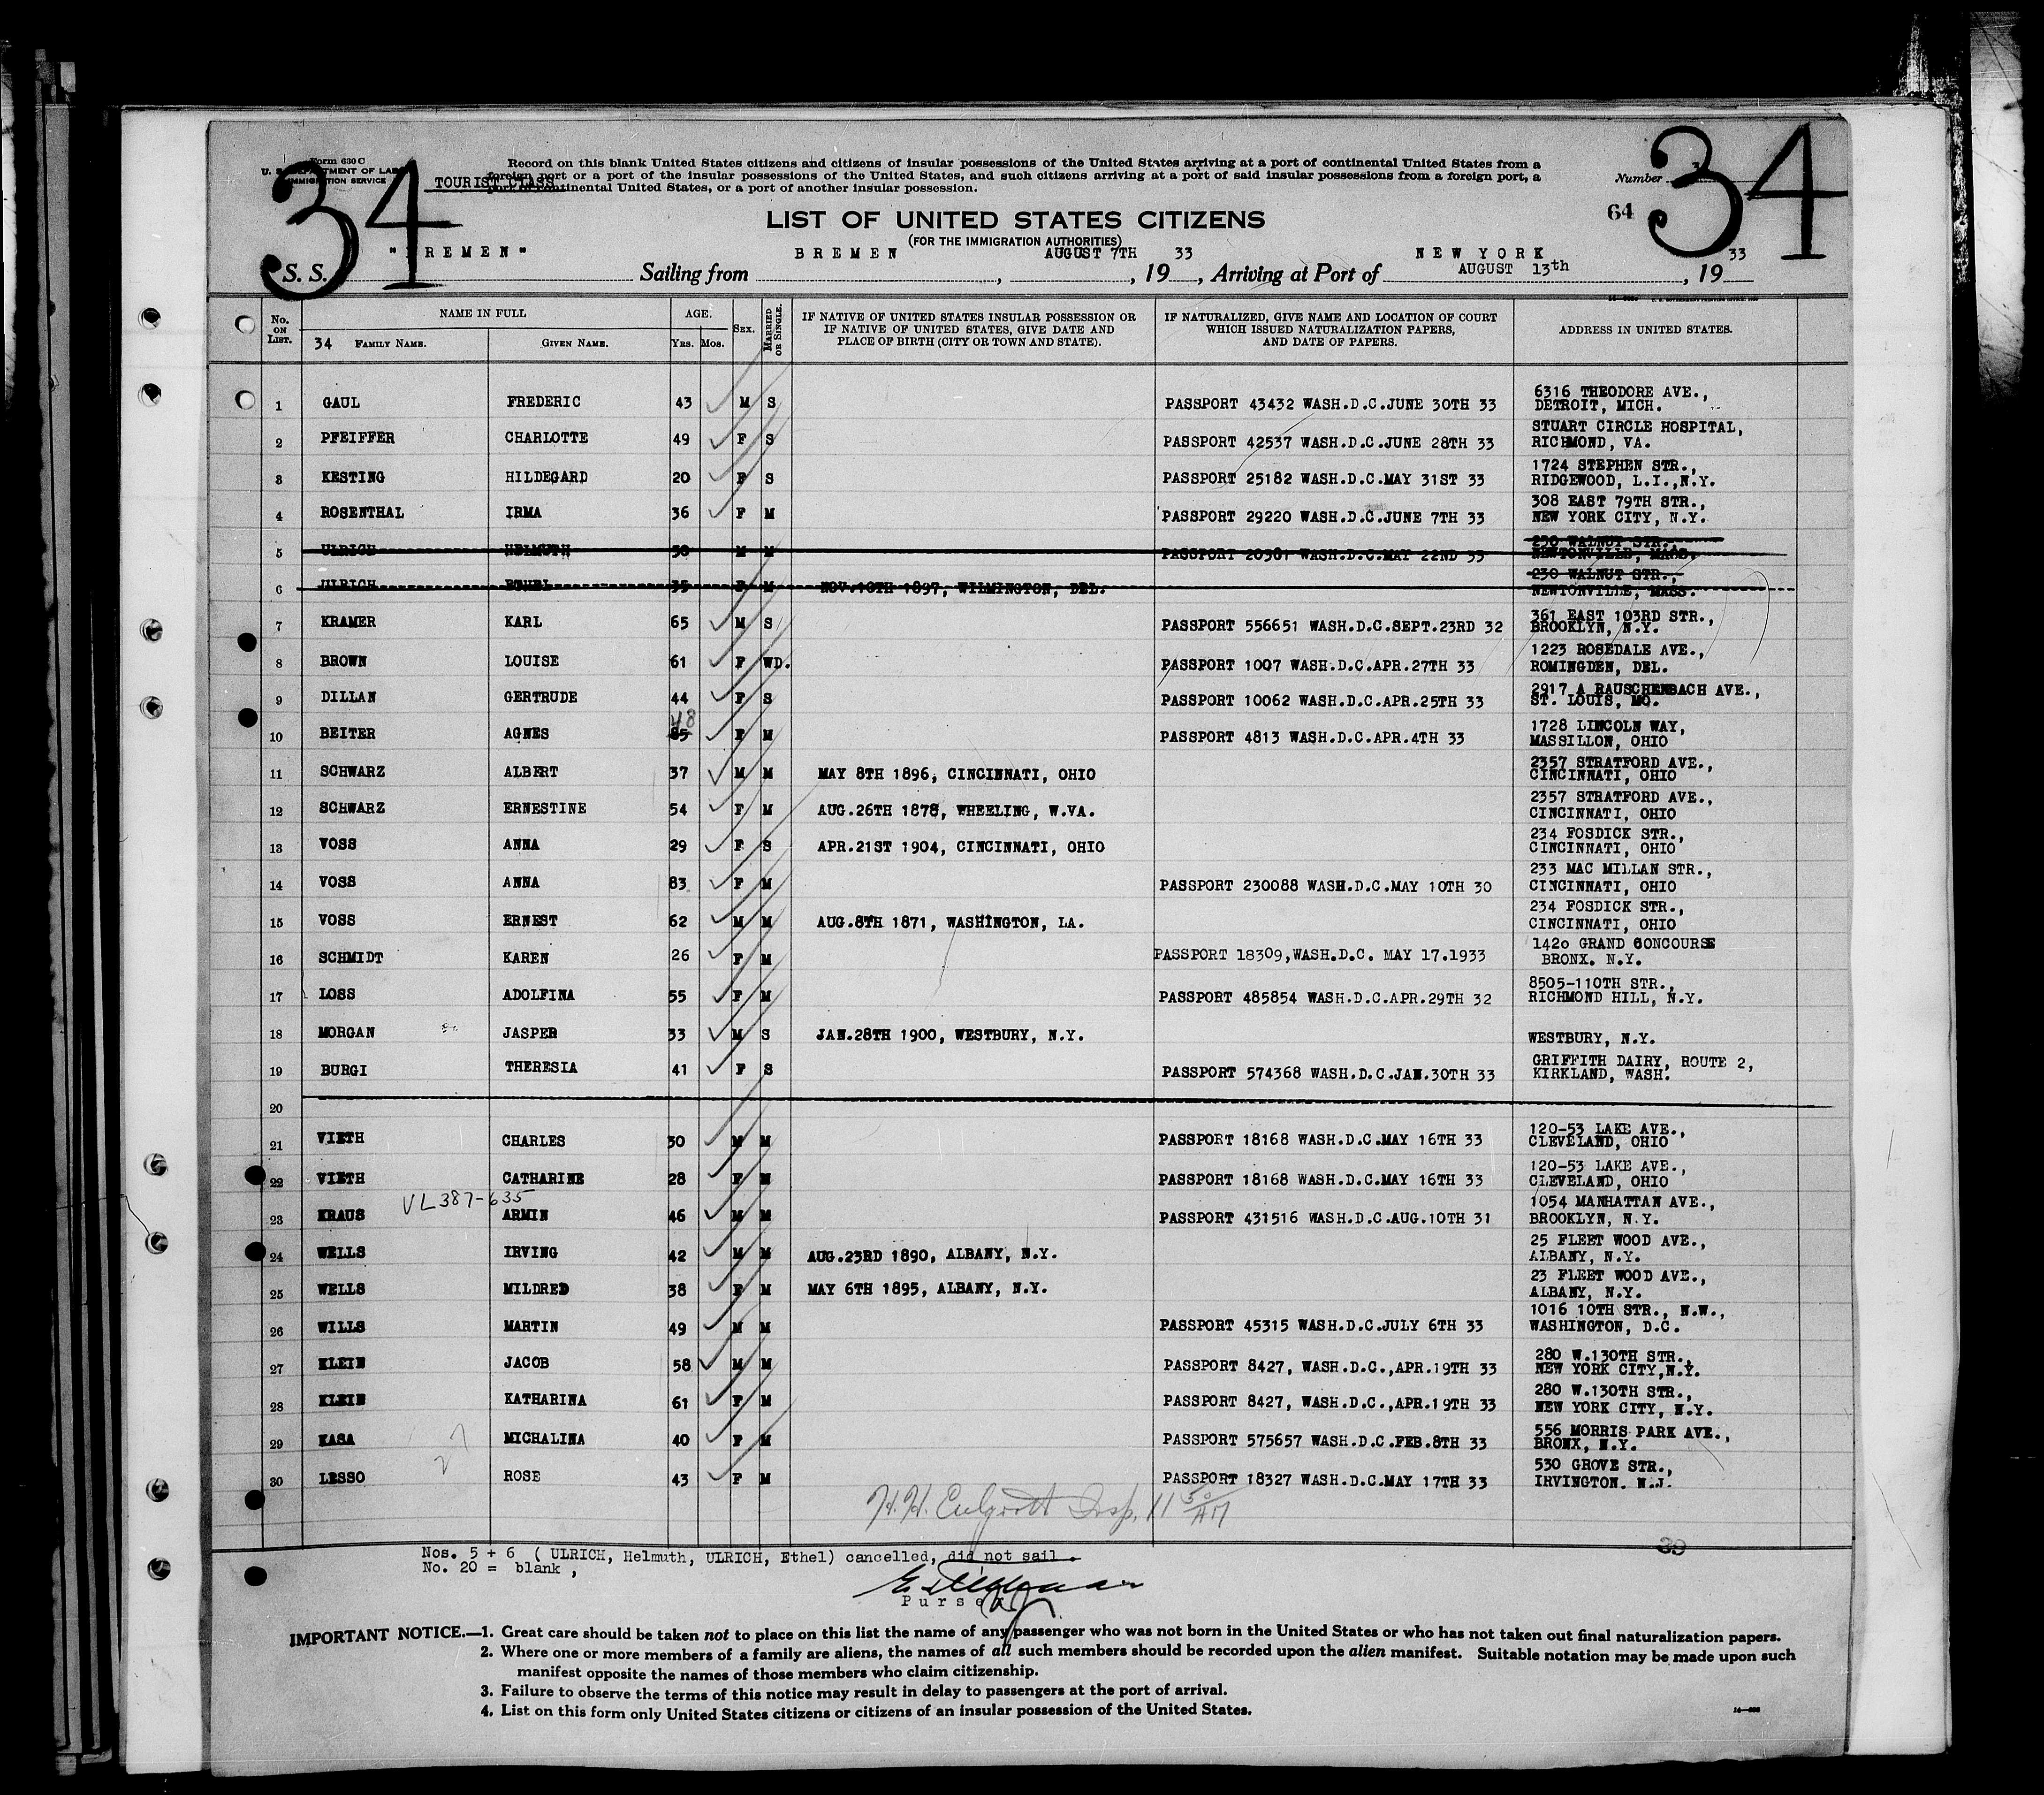 34
34
Form 630 C
U. S. DEPARTMENT OF LABOR
IMMIGRATION SERVICE
TOURIST CLASS.
Record on this blank United States citizens and citizens of insular possessions of the United States arriving at a port of continental United States from a
foreign port or a port of the insular possessions of the United States, and such citizens arriving at a port of said insular possessions from a foreign port, a
port of continental United States, or a port of another insular possession.
Number
64
LIST OF UNITED STATES CITIZENS
(FOR THE IMMIGRATION AUTHORITIES)
S. S. "BREMEN" Sailing from BREMEN, AUGUST 7TH, 1933, Arriving at Port of NEW YORK AUGUST 13th, 1933
No. ON LIST. NAME IN FULL AGE. SEX. MARRIED OR SINGLE. IF NATIVE OF UNITED STATES INSULAR POSSESSION OR IF NATIVE OF UNITED STATES, GIVE DATE AND PLACE OF BIRTH (CITY OR TOWN AND STATE). IF NATURALIZED, GIVE NAME AND LOCATION OF COURT WHICH ISSUED NATURALIZATION PAPERS, AND DATE OF PAPERS. ADDRESS IN UNITED STATES.
34 FAMILY NAME. GIVEN NAME. YRS. MOS.
1 GAUL FREDERIC 43 M S PASSPORT 43432 WASH.D.C.JUNE 30TH 33 6316 THEODORE AVE., DETROIT, MICH.
2 PFEIFFER CHARLOTTE 49 F S PASSPORT 42537 WASH.D.C.JUNE 28TH 33 STUART CIRCLE HOSPITAL, RICHMOND, VA.
3 KESTING HILDEGARD 20 F S PASSPORT 25182 WASH.D.C.MAY 31ST 33 1724 STEPHEN STR., RIDGEWOOD, L.I.,N.Y.
4 ROSENTHAL IRMA 36 F M PASSPORT 29220 WASH.D.C.JUNE 7TH 33 308 EAST 79TH STR., NEW YORK CITY, N.Y.
5 ULRICH HELMUTH 38 M M PASSPORT 20381 WASH.D.C.MAY 22ND 33 230 WALNUT STR. NEWTONVILLE, MASS.
6 ULRICH ETHEL 35 F M NOV.16TH 1897, WILMINGTON, DEL. 230 WALNUT STR., NEWTONVILLE, MASS.
7 KRAMER KARL 65 M S PASSPORT 556651 WASH.D.C.SEPT.23RD 32 361 EAST 103RD STR., BROOKLYN, N.Y.
8 BROWN LOUISE 61 F WD. PASSPORT 1007 WASH.D.C.APR.27TH 33 1223 ROSEDALE AVE., ROMINGDEN, DEL.
9 DILLAN GERTRUDE 44 F S PASSPORT 10062 WASH.D.C.APR.25TH 33 2917 A RAUSCHENBACH AVE., ST. LOUIS, MO.
48
10 BEITER AGNES 85 F M PASSPORT 4813 WASH.D.C.APR.4TH 33 1728 LINCOLN WAY, MASSILLON, OHIO
11 SCHWARZ ALBERT 37 M M MAY 8TH 1896, CINCINNATI, OHIO 2357 STRATFORD AVE., CINCINNATI, OHIO
12 SCHWARZ ERNESTINE 54 F M AUG.26TH 1878, WHEELING, W.VA. 2357 STRATFORD AVE., CINCINNATI, OHIO
13 VOSS ANNA 29 F S APR.21ST 1904, CINCINNATI, OHIO 234 FOSDICK STR., CINCINNATI, OHIO
14 VOSS ANNA 83 F M PASSPORT 230088 WASH.D.C.MAY 10TH 30 233 MAC MILLAN STR., CINCINNATI, OHIO
15 VOSS ERNEST 62 M M AUG.8TH 1871, WASHINGTON, LA. 234 FOSDICK STR., CINCINNATI, OHIO
16 SCHMIDT KAREN 26 F M PASSPORT 18309,WASH.D.C. MAY 17.1933 1420 GRAND CONCOURSE BRONX. N.Y.
17 LOSS ADOLFINA 55 F M PASSPORT 485854 WASH.D.C.APR.29TH 32 8505-110TH STR., RICHMOND HILL, N.Y.
18 MORGAN JASPER 33 M S JAN.28TH 1900, WESTBURY, N.Y. WESTBURY, N.Y.
19 BURGI THERESIA 41 F S PASSPORT 574368 WASH.D.C.JAN.30TH 33 GRIFFITH DAIRY, ROUTE 2, KIRKLAND, WASH.
20
21 VIETH CHARLES 30 M M PASSPORT 18168 WASH.D.C.MAY 16TH 33 120-53 LAKE AVE., CLEVELAND, OHIO
22 VIETH CATHARINE 28 F M PASSPORT 18168 WASH.D.C.MAY 16TH 33 120-53 LAKE AVE., CLEVELAND, OHIO
VL387-635
23 KRAUS ARMIN 46 M M PASSPORT 431516 WASH.D.C.AUG.10TH 31 1054 MANHATTAN AVE., BROOKLYN, N.Y.
24 WELLS IRVING 42 M M AUG.23RD 1890, ALBANY, N.Y. 25 FLEET WOOD AVE., ALBANY, N.Y.
25 WELLS MILDRED 38 F M MAY 6TH 1895, ALBANY, N.Y. 23 FLEET WOOD AVE., ALBANY, N.Y.
26 WILLS MARTIN 49 M M PASSPORT 45315 WASH.D.C.JULY 6TH 33 1016 10TH STR., N.W., WASHINGTON, D.C.
27 KLEIN JACOB 58 M M PASSPORT 8427, WASH.D.C.,APR.19TH 33 280 W.130TH STR., NEW YORK CITY,N.Y.
28 KLEIN KATHARINA 61 F M PASSPORT 8427, WASH.D.C.,APR.19TH 33 280 W.130TH STR., NEW YORK CITY, N.Y.
29 KASA MICHALINA 40 F M PASSPORT 575657 WASH.D.C.FEB.8TH 33 556 MORRIS PARK AVE., BRONX, N.Y.
30 LESSO ROSE 43 F M PASSPORT 18327 WASH.D.C.MAY 17TH 33 530 GROVE STR., IRVINGTON. N.J.
H.H. Insp. 11 30 AM
39
Nos. 5 + 6 ( ULRICH, Helmuth, ULRICH, Ethel) cancelled, did not sail.
No. 20 = blank,
Purser
IMPORTANT NOTICE.—1. Great care should be taken not to place on this list the name of any passenger who was not born in the United States or who has not taken out final naturalization papers.
2. Where one or more members of a family are aliens, the names of all such members should be recorded upon the alien manifest. Suitable notation may be made upon such
manifest opposite the names of those members who claim citizenship.
3. Failure to observe the terms of this notice may result in delay to passengers at the port of arrival.
4. List on this form only United States citizens or citizens of an insular possession of the United States.